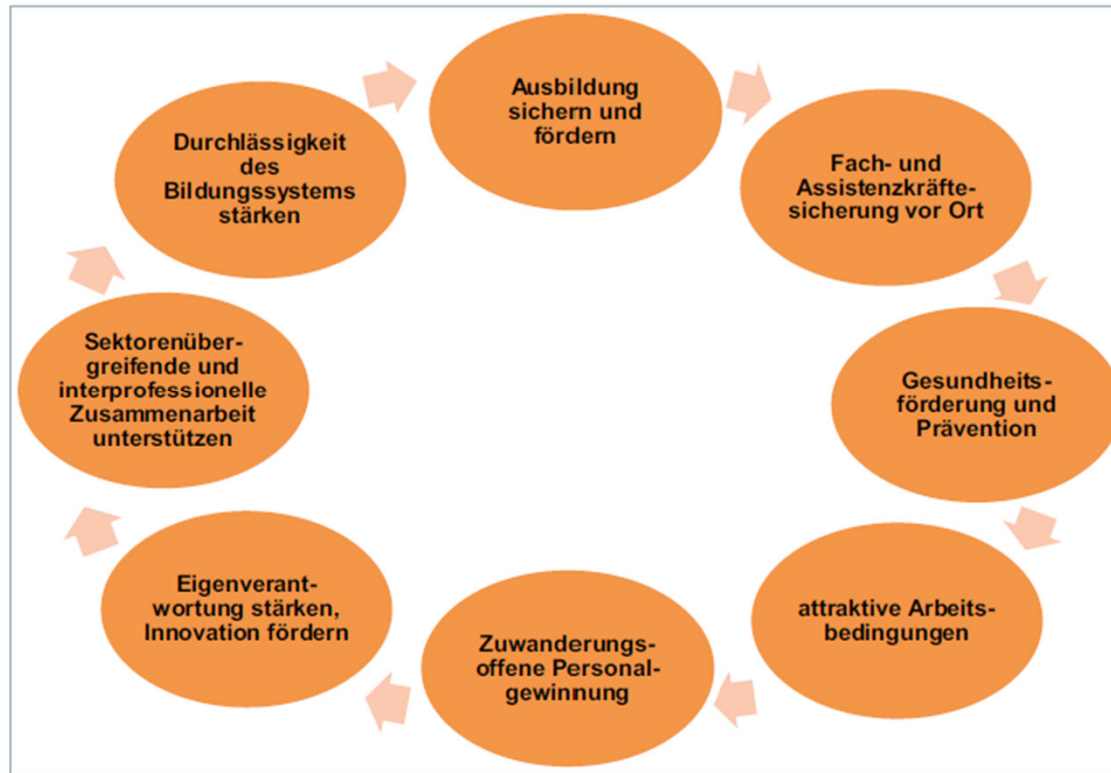 Ausbildung
sichern und
fördern
Fach- und
Assistenzkräfte-
sicherung vor Ort
Gesundheits-
förderung und
Prävention
attraktive Arbeits-
bedingungen
Zuwanderungs-
offene Personal-
gewinnung
Eigenverant-
wortung stärken,
Innovation fördern
Sektorenüber-
greifende und
interprofessionelle
Zusammenarbeit
unterstützen
Durchlässigkeit
des
Bildungssystems
stärken